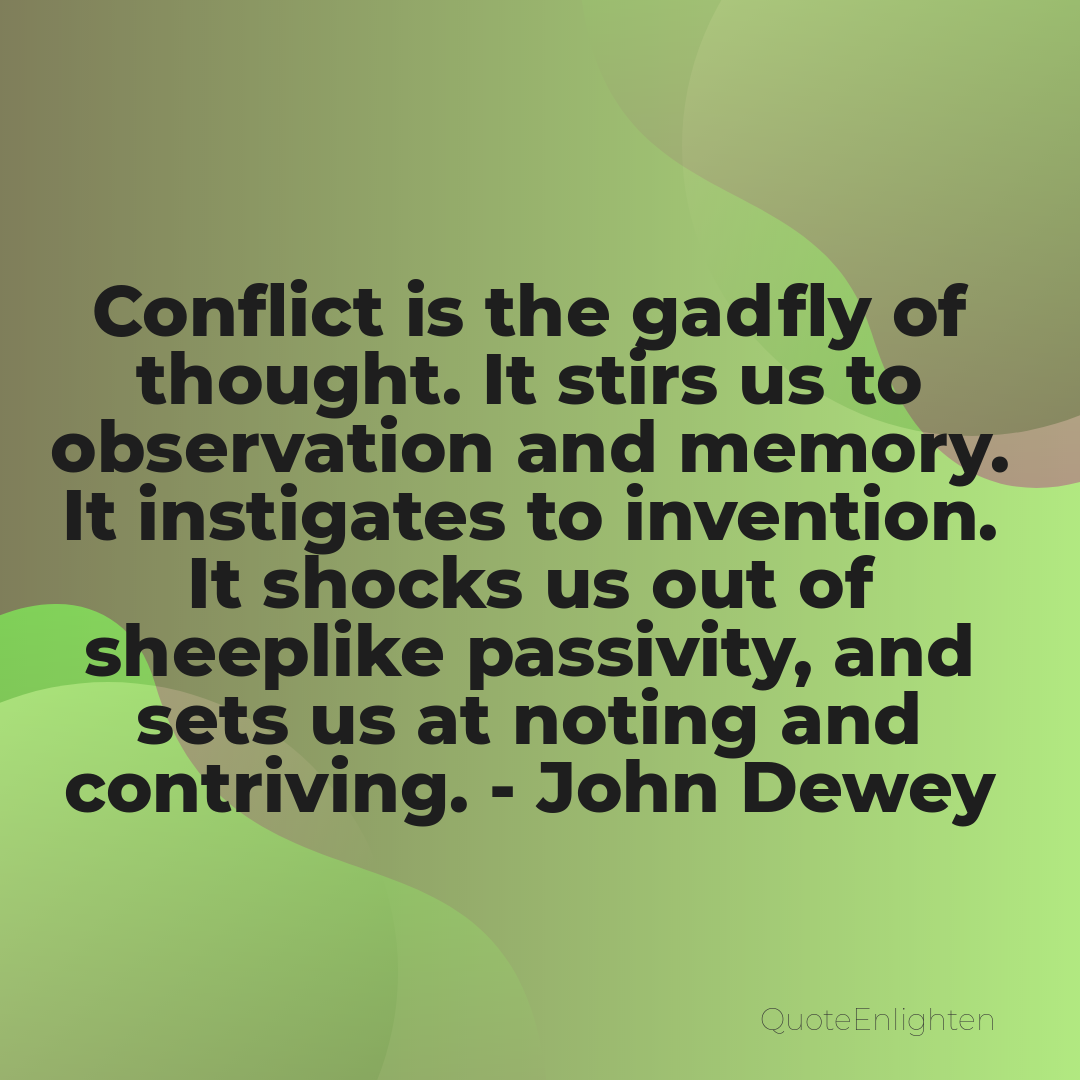 Conflict is the gadfly of
thought. It stirs us to
observation and memory.
It instigates to invention.
It shocks us out of
sheeplike passivity, and
sets us at noting and
contriving. - John Dewey
QuoteEnlighten